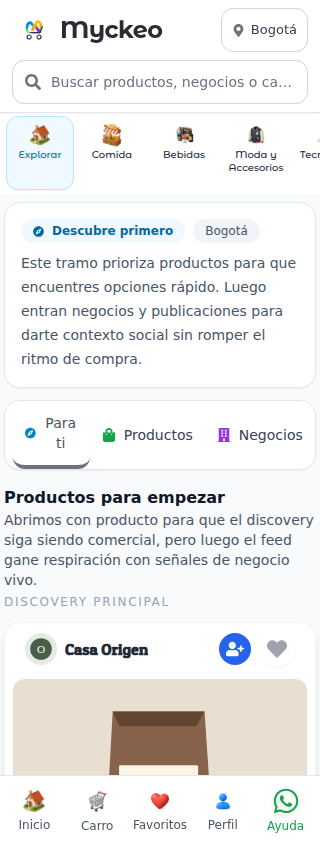 Myckeo
Bogotá
Buscar productos, negocios o ca...
Explorar
Comida
Bebidas
Moda y
Accesorios
Descubre primero
Bogotá
Este tramo prioriza productos para que
encuentres opciones rápido. Luego
entran negocios y publicaciones para
darte contexto social sin romper el
ritmo de compra.
Para
ti
Productos
Negocios
Productos para empezar
Abrimos con producto para que el discovery
siga siendo comercial, pero luego el feed
gane respiración con señales de negocio
vivo.
DISCOVERY PRINCIPAL
O
Casa Origen
Inicio
Carro
Favoritos
Perfil
Ayuda